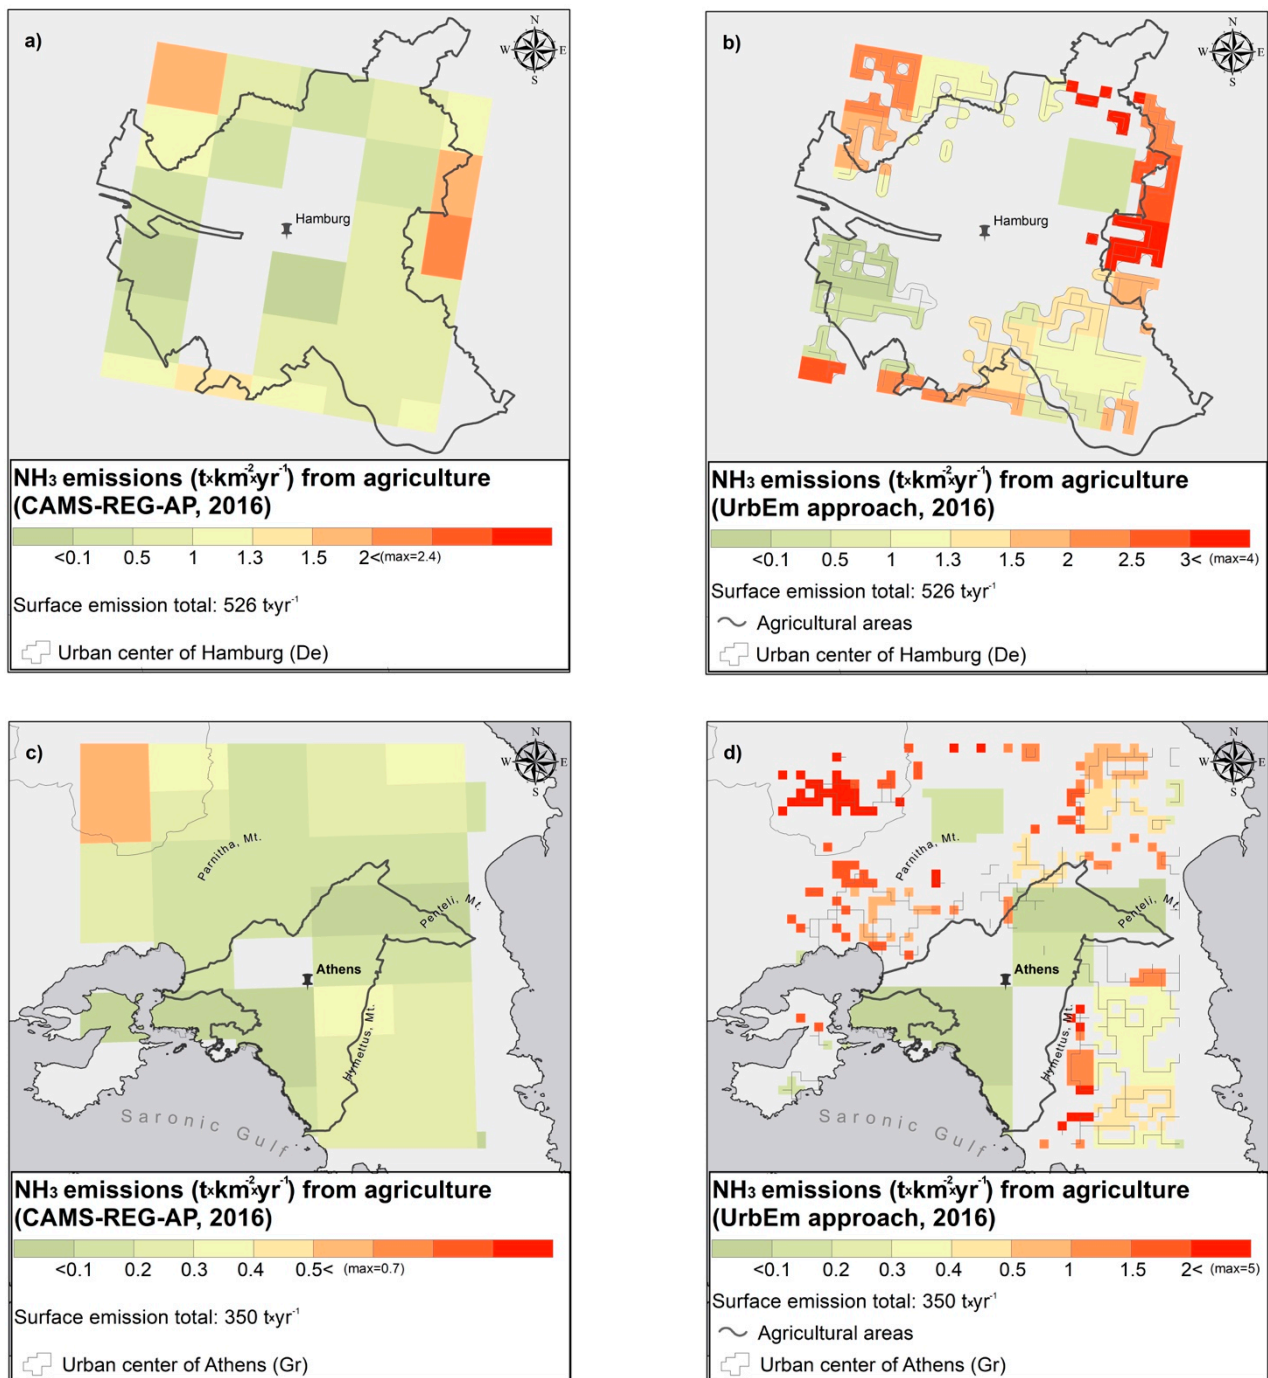 a)
N
W E
S
Hamburg
NH₃ emissions (t×km⁻²×yr⁻¹) from agriculture
(CAMS-REG-AP, 2016)
<0.1 0.5 1 1.3 1.5 2< (max=2.4)
Surface emission total: 526 t×yr⁻¹
Urban center of Hamburg (De)
b)
N
W E
S
Hamburg
NH₃ emissions (t×km⁻²×yr⁻¹) from agriculture
(UrbEm approach, 2016)
<0.1 0.5 1 1.3 1.5 2 2.5 3< (max=4)
Surface emission total: 526 t×yr⁻¹
Agricultural areas
Urban center of Hamburg (De)
c)
N
W E
S
Parnitha, Mt.
Penteli, Mt.
Athens
Hymettus, Mt.
Saronic Gulf
NH₃ emissions (t×km⁻²×yr⁻¹) from agriculture
(CAMS-REG-AP, 2016)
<0.1 0.2 0.3 0.4 0.5< (max=0.7)
Surface emission total: 350 t×yr⁻¹
Urban center of Athens (Gr)
d)
N
W E
S
Parnitha, Mt.
Penteli, Mt.
Athens
Hymettus, Mt.
Saronic Gulf
NH₃ emissions (t×km⁻²×yr⁻¹) from agriculture
(UrbEm approach, 2016)
<0.1 0.2 0.3 0.4 0.5 1 1.5 2< (max=5)
Surface emission total: 350 t×yr⁻¹
Agricultural areas
Urban center of Athens (Gr)